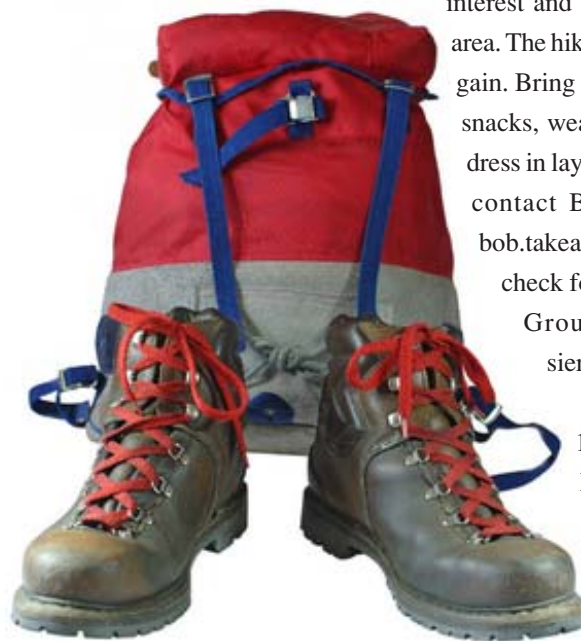 interest and
area. The hik
gain. Bring
snacks, wea
dress in lay
contact B
bob.takea
check fo
Grou
sier